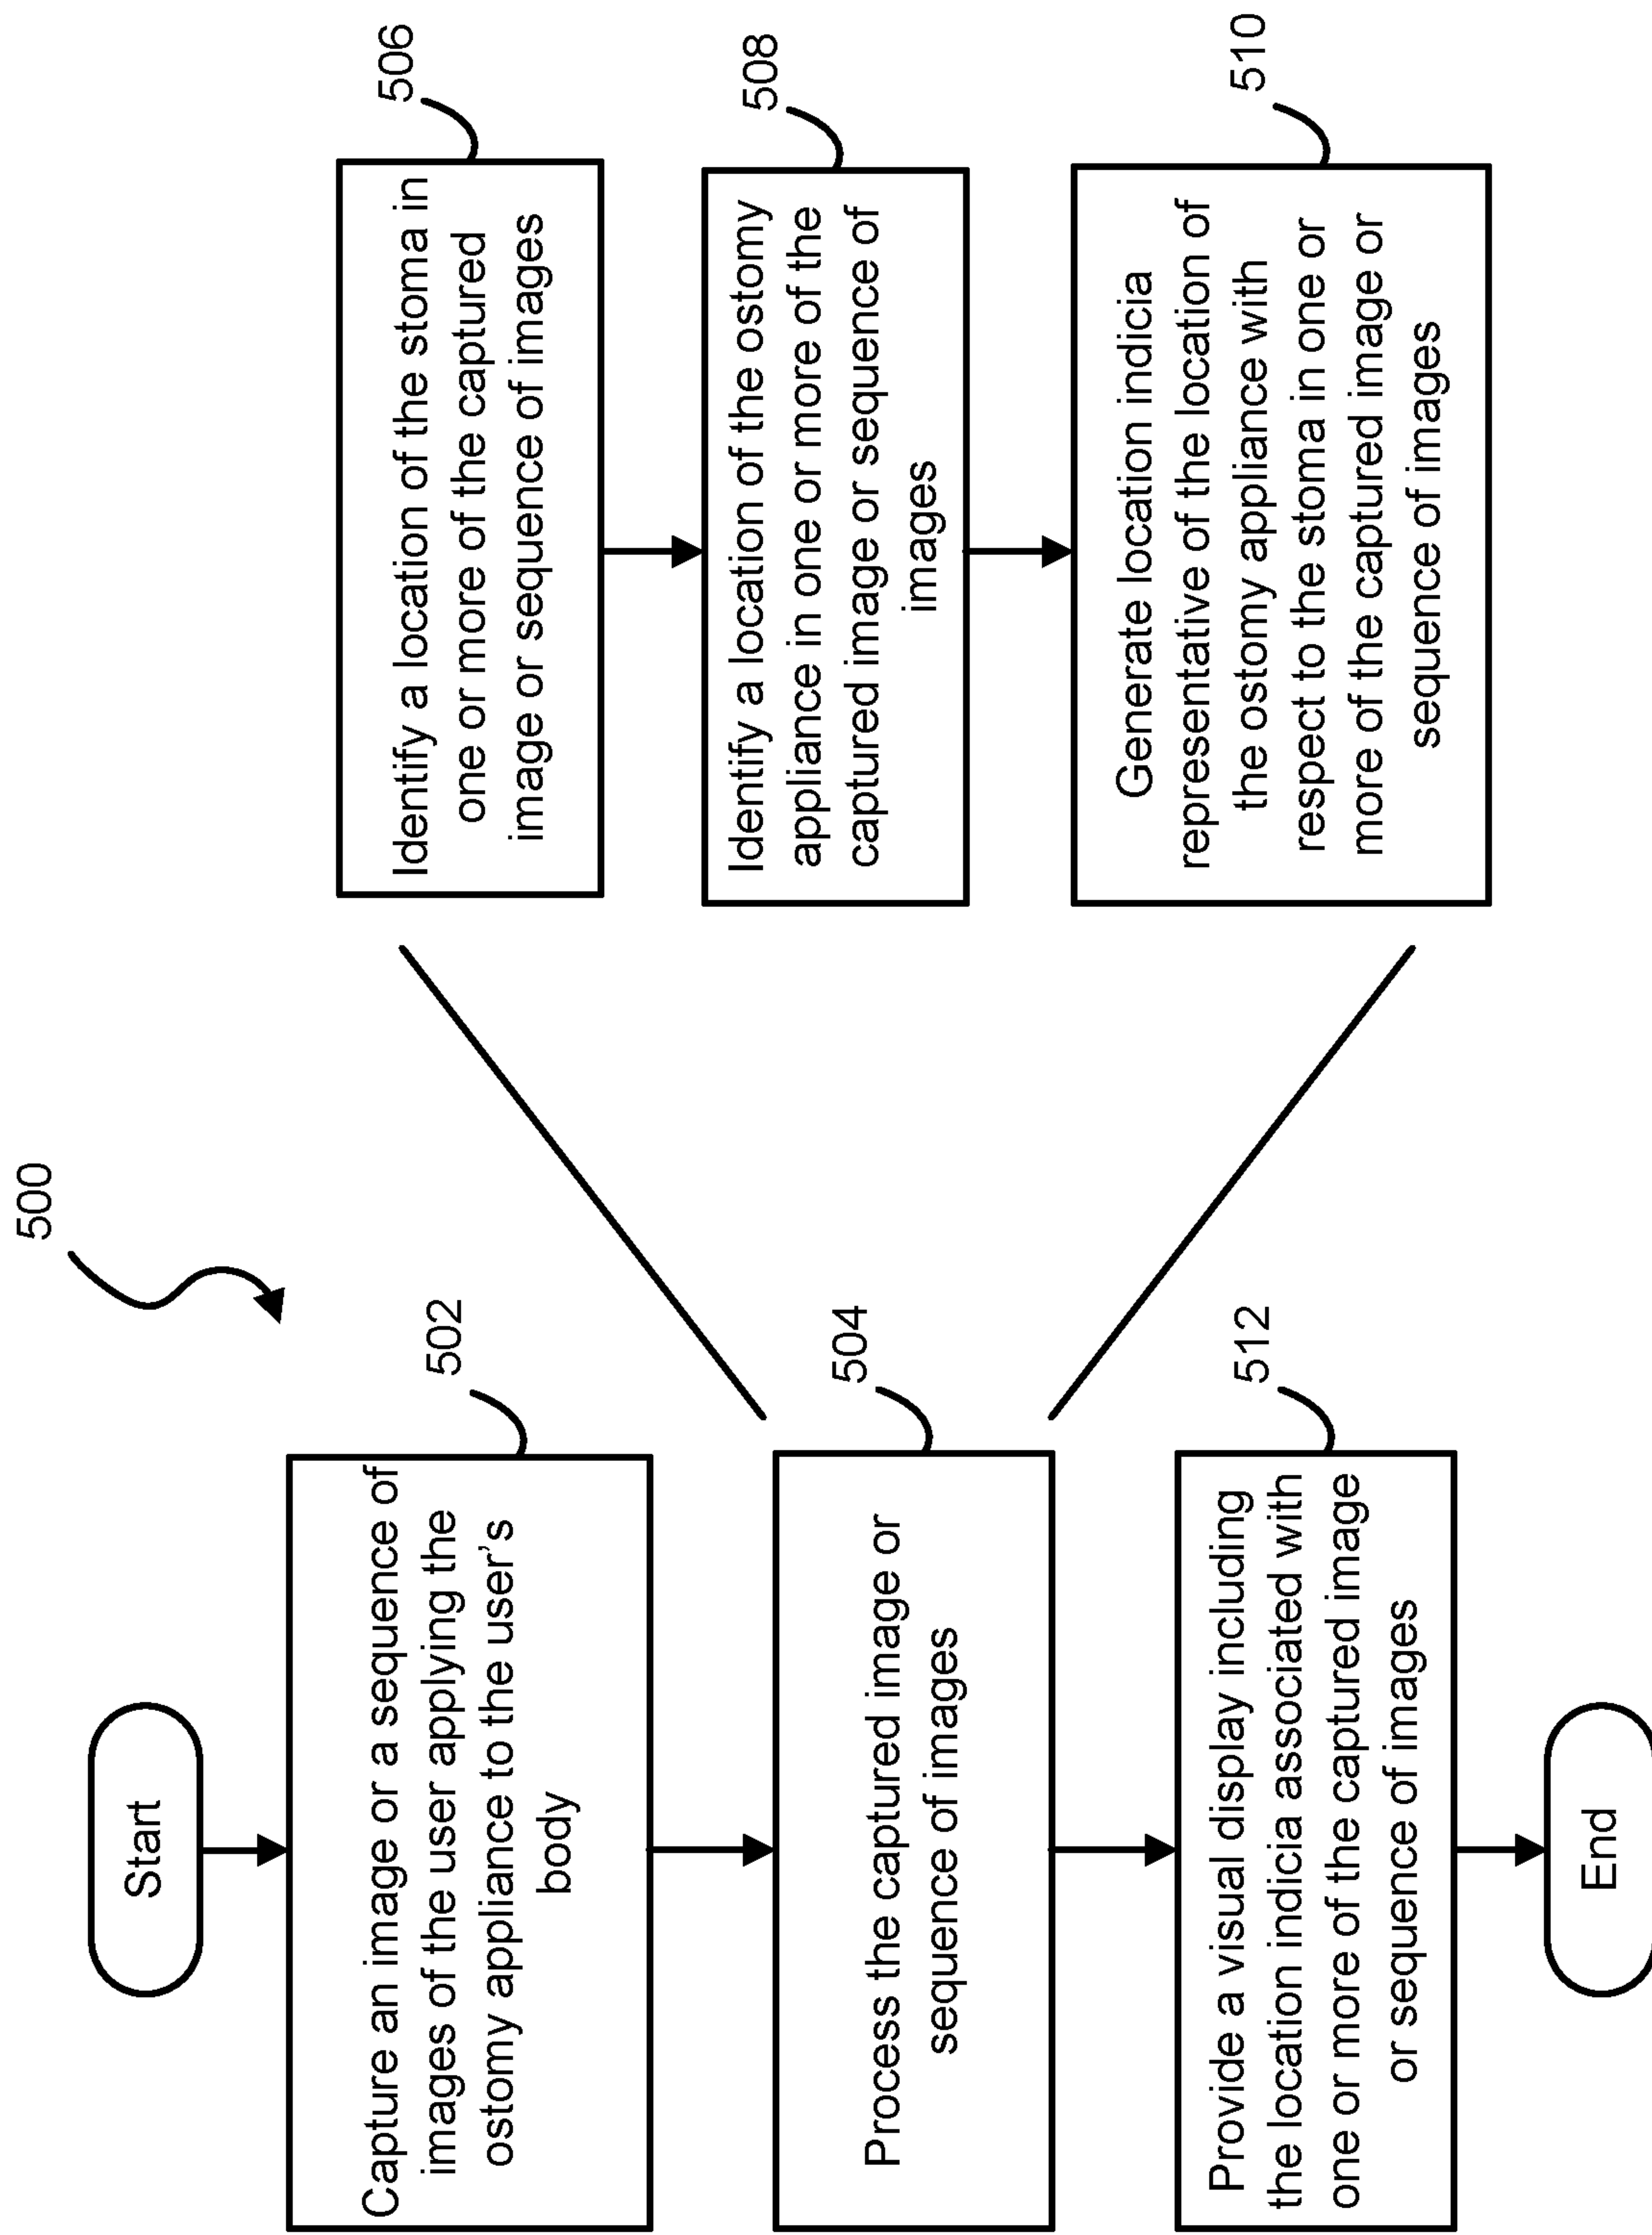 500
Start
502
Capture an image or a sequence of
images of the user applying the
ostomy appliance to the user's
body
504
Process the captured image or
sequence of images
506
Identify a location of the stoma in
one or more of the captured
image or sequence of images
508
Identify a location of the ostomy
appliance in one or more of the
captured image or sequence of
images
510
Generate location indicia
representative of the location of
the ostomy appliance with
respect to the stoma in one or
more of the captured image or
sequence of images
512
Provide a visual display including
the location indicia associated with
one or more of the captured image
or sequence of images
End